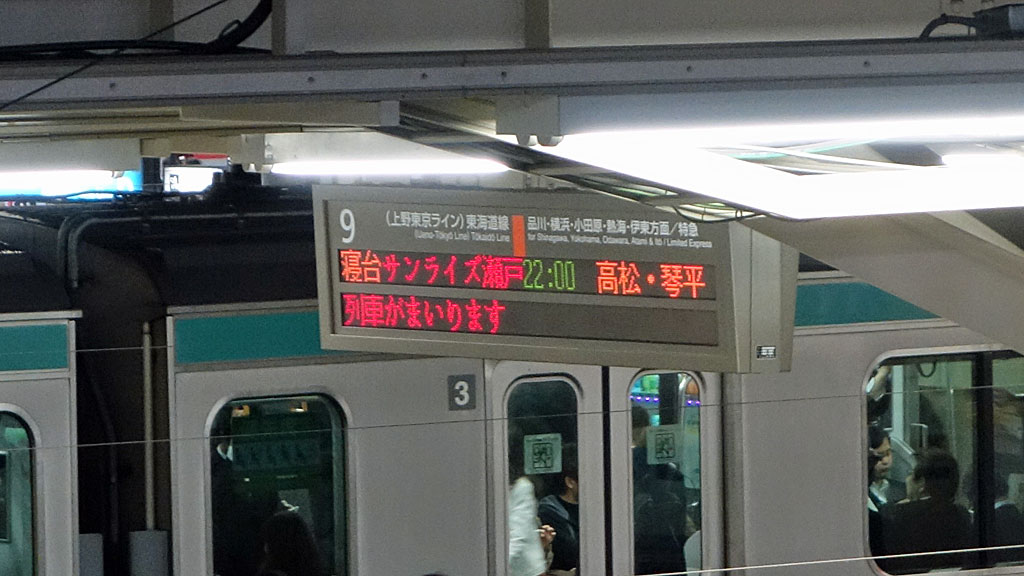 9 (上野東京ライン)東海道線 品川・横浜・小田原・熱海・伊東方面/特急
(Ueno-Tokyo Line) Tōkaidō Line for Shinagawa, Yokohama, Odawara, Atami & Itō / Limited Express
寝台サンライズ瀬戸 22:00 高松・琴平
列車がまいります
3